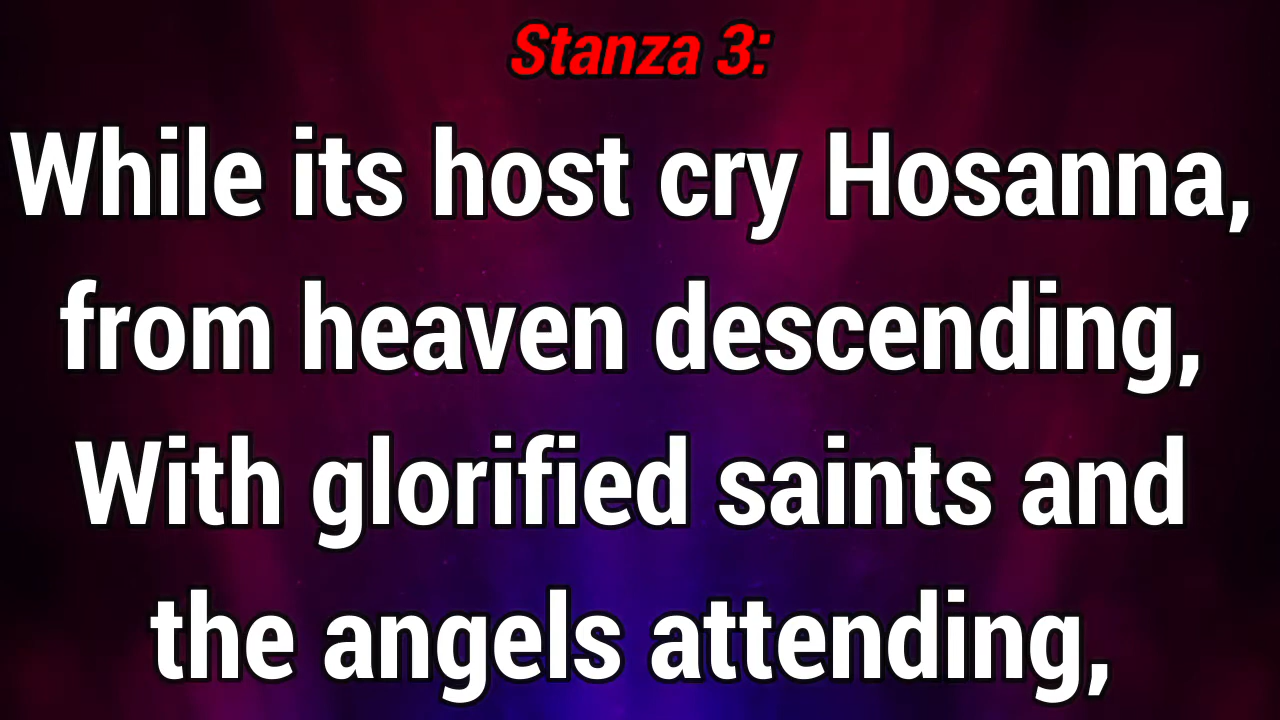 Stanza 3:
While its host cry Hosanna,
from heaven descending,
With glorified saints and
the angels attending,